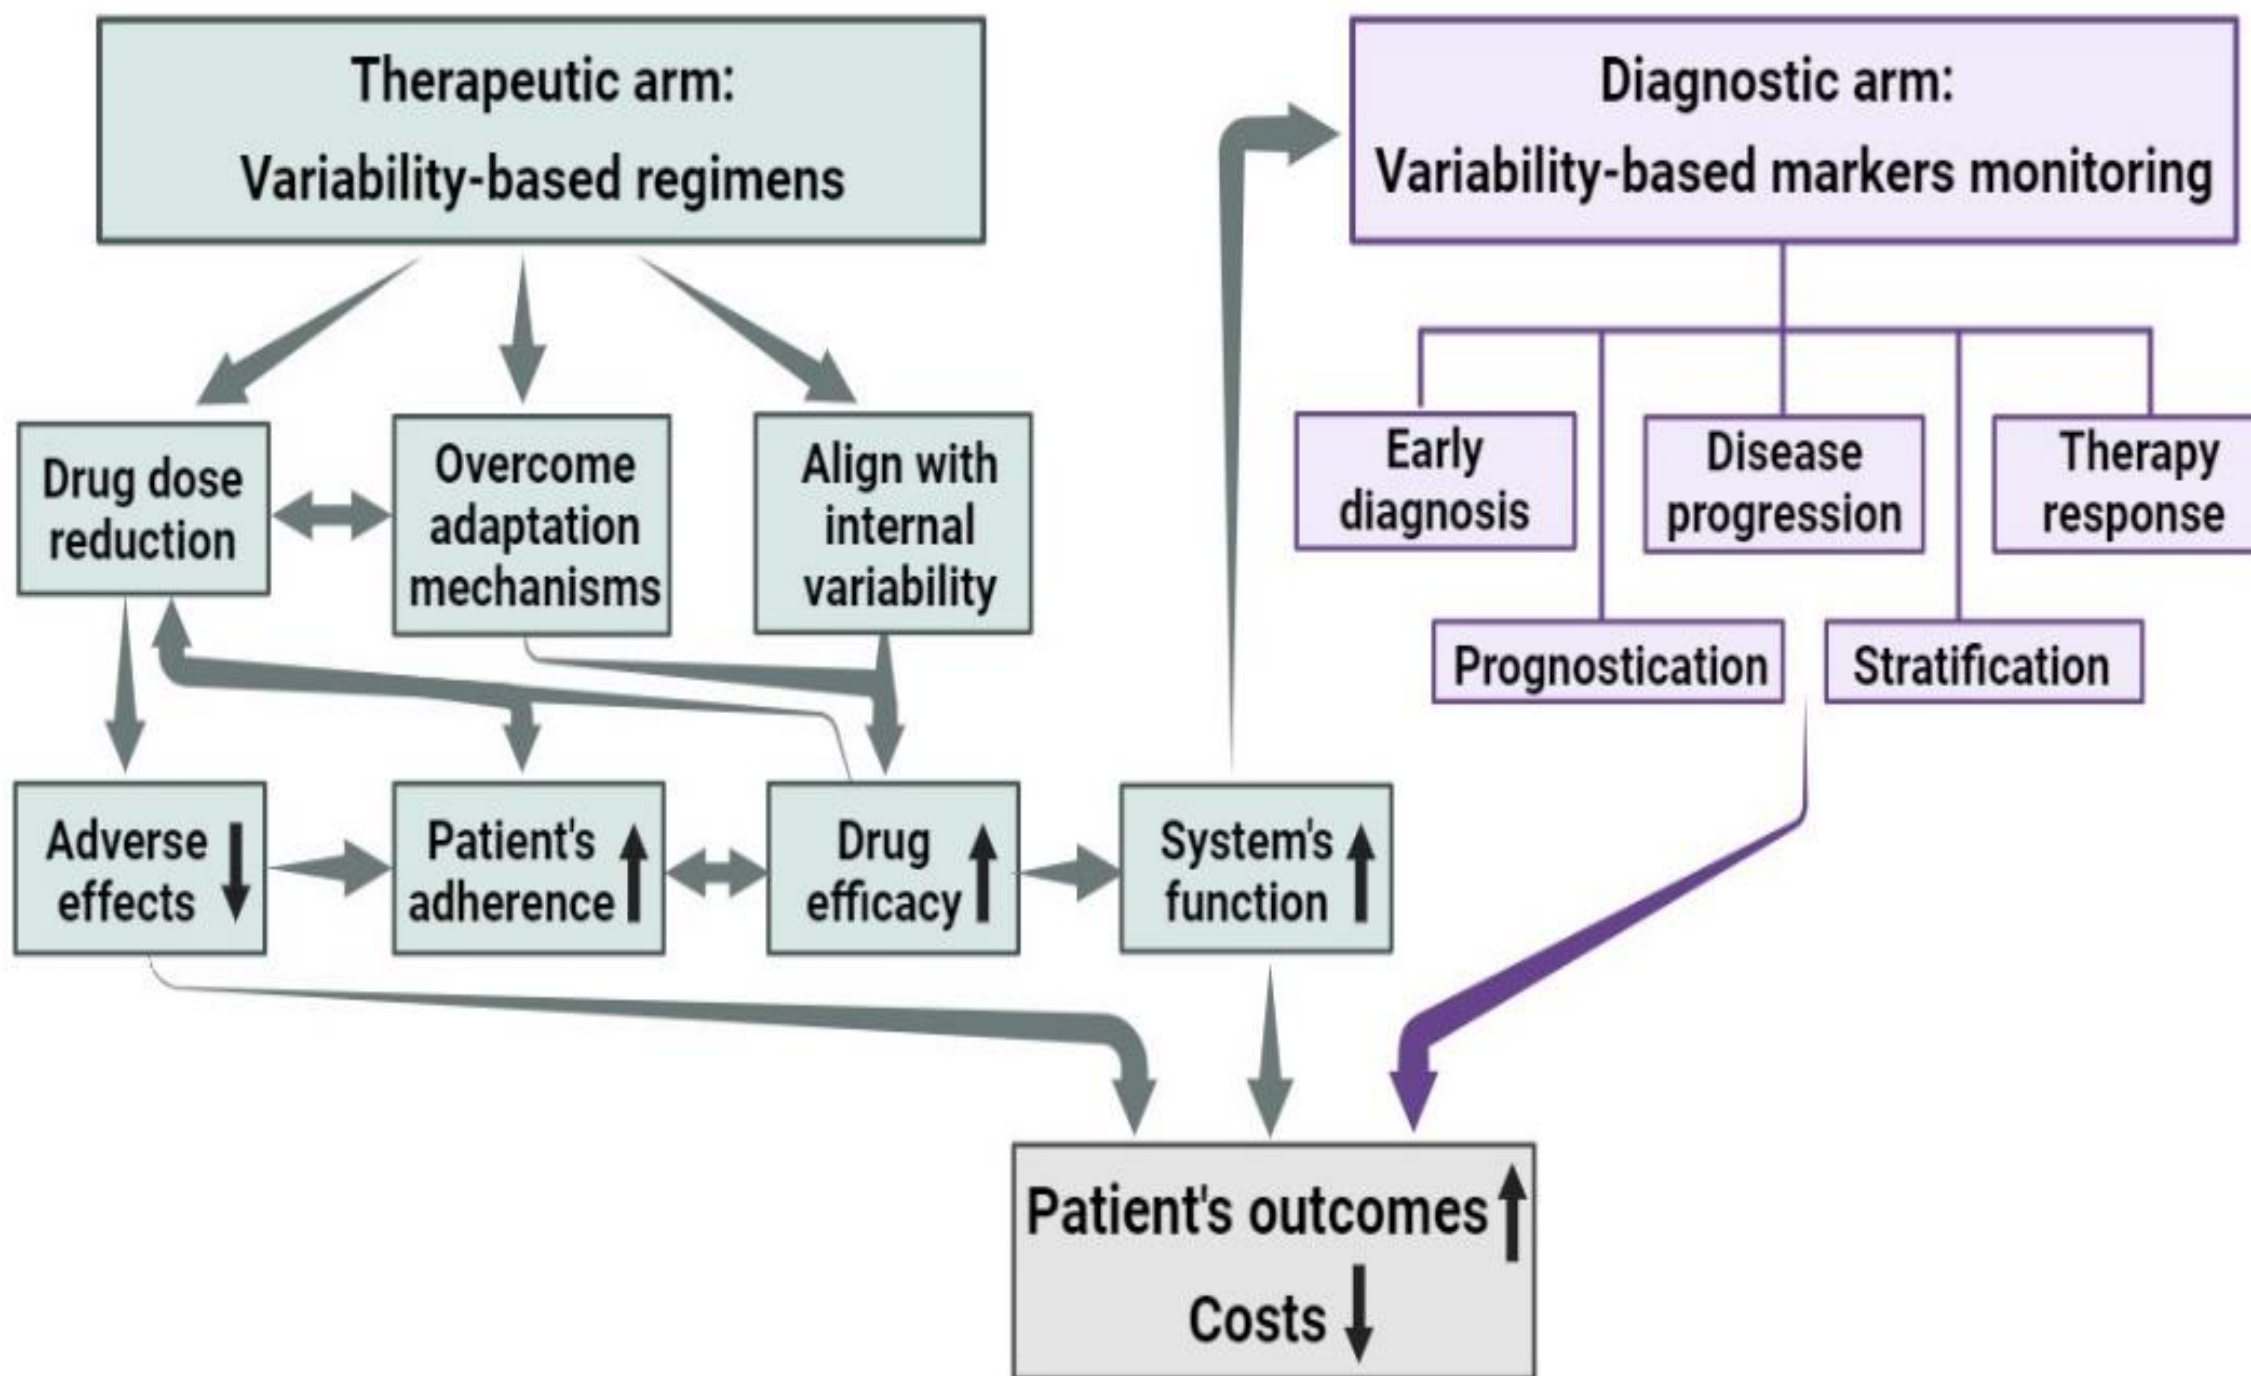 Therapeutic arm:
Variability-based regimens
Diagnostic arm:
Variability-based markers monitoring
Drug dose
reduction
Overcome
adaptation
mechanisms
Align with
internal
variability
Early
diagnosis
Disease
progression
Therapy
response
Prognostication
Stratification
Adverse
effects
Patient's
adherence
Drug
efficacy
System's
function
Patient's outcomes
Costs